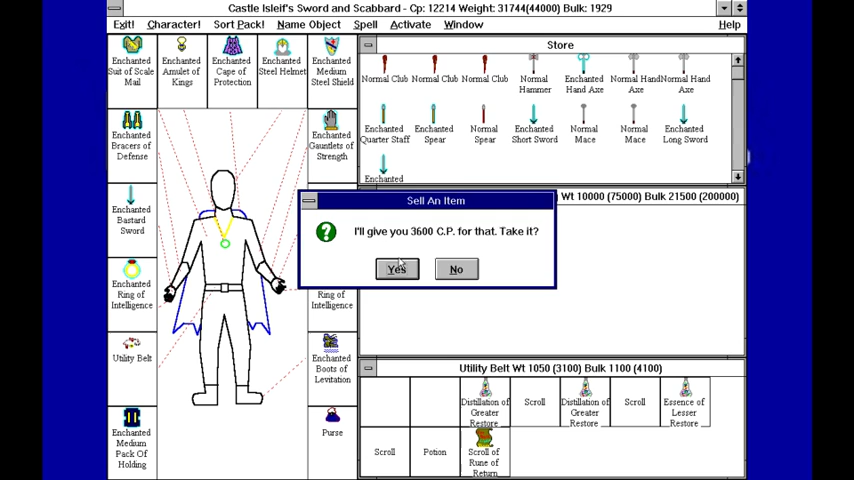 Castle Isleif's Sword and Scabbard - Cp: 12214 Weight: 31744(44000) Bulk: 1929
Exit! Character! Sort Pack! Name Object Spell Activate Window Help
Enchanted Suit of Scale Mail
Enchanted Amulet of Kings
Enchanted Cape of Protection
Enchanted Steel Helmet
Enchanted Medium Steel Shield
Enchanted Bracers of Defense
Enchanted Gauntlets of Strength
Enchanted Bastard Sword
Enchanted Ring of Intelligence
Ring of Intelligence
Utility Belt
Enchanted Boots of Levitation
Enchanted Medium Pack Of Holding
Purse
Store
Normal Club
Normal Club
Normal Club
Normal Hammer
Enchanted Hand Axe
Normal Hand Axe
Normal Hand Axe
Enchanted Quarter Staff
Enchanted Spear
Normal Spear
Enchanted Short Sword
Normal Mace
Normal Mace
Enchanted Long Sword
Enchanted
Wt 10000 (75000) Bulk 21500 (200000)
Sell An Item
I'll give you 3600 C.P. for that. Take it?
Yes
No
Utility Belt Wt 1050 (3100) Bulk 1100 (4100)
Distillation of Greater Restore
Scroll
Distillation of Greater Restore
Scroll
Essence of Lesser Restore
Scroll
Potion
Scroll of Rune of Return